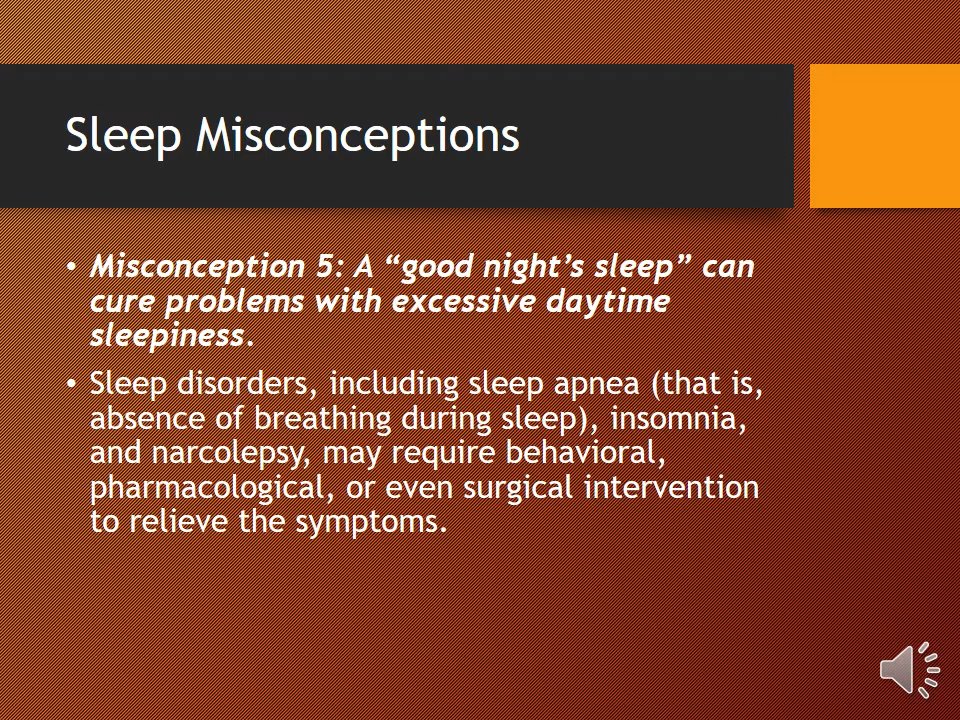 Sleep Misconceptions
• Misconception 5: A “good night’s sleep” can
cure problems with excessive daytime
sleepiness.
• Sleep disorders, including sleep apnea (that is,
absence of breathing during sleep), insomnia,
and narcolepsy, may require behavioral,
pharmacological, or even surgical intervention
to relieve the symptoms.